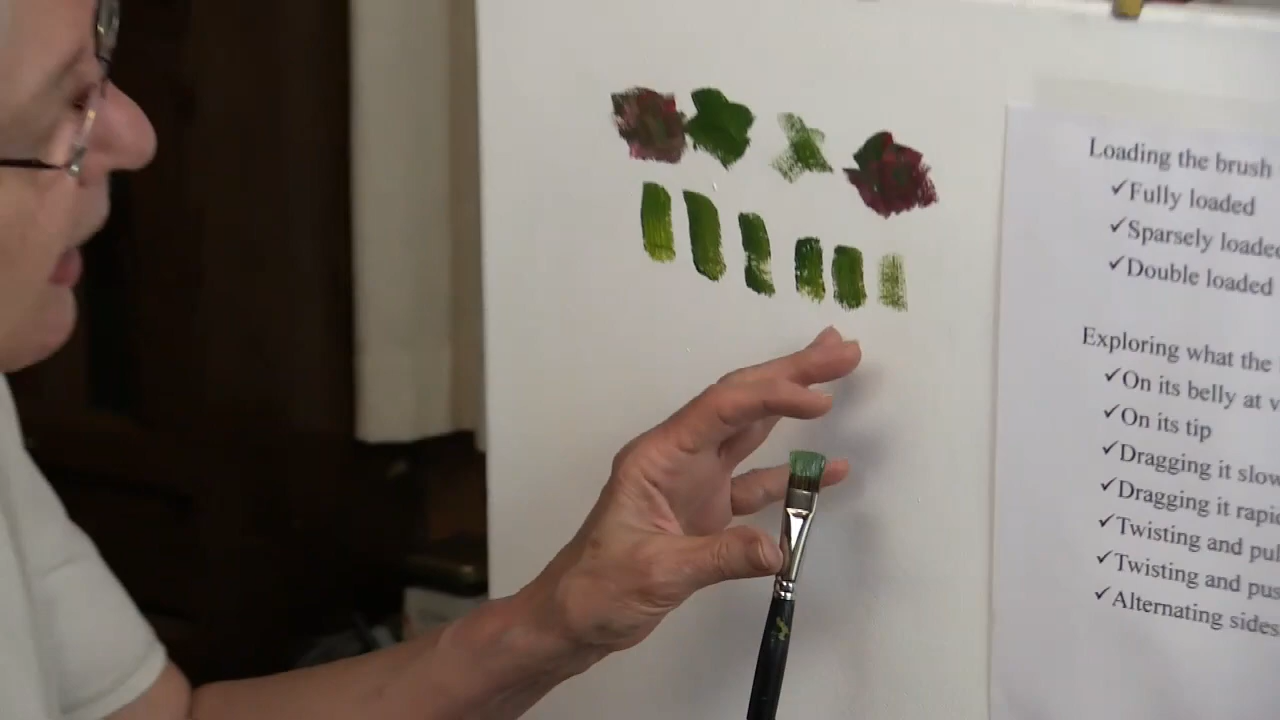 Loading the brush
✓Fully loaded
✓Sparsely loaded
✓Double loaded
Exploring what the
✓On its belly at
✓On its tip
✓Dragging it
✓Dragging it
✓Twisting and
✓Twisting and
✓Alternating sides